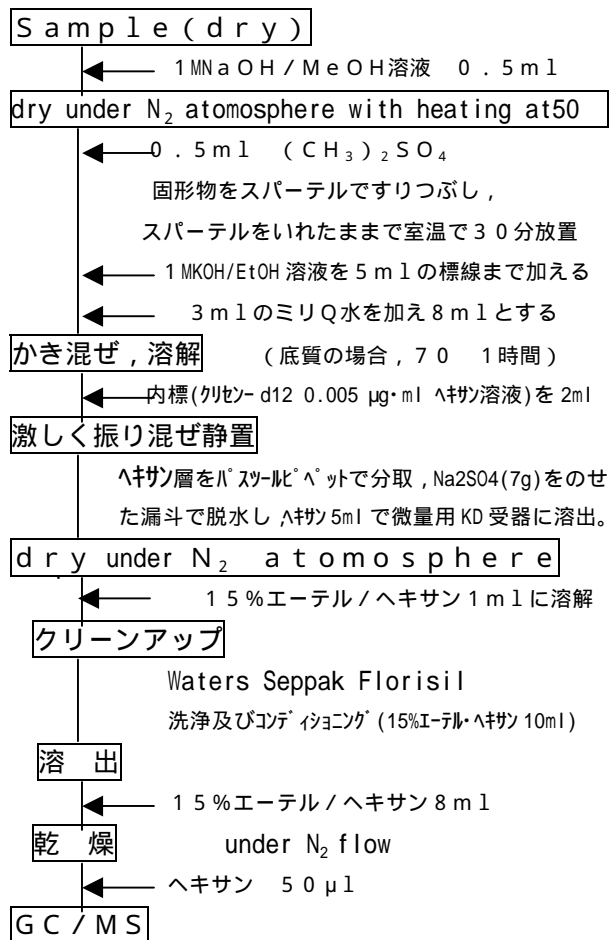 Sample(dry)
1MNaOH/MeOH溶液 0.5ml
dry under N₂ atomosphere with heating at50
0.5ml (CH₃)₂SO₄
固形物をスパーテルですりつぶし,
スパーテルをいれたままで室温で30分放置
1MKOH/EtOH溶液を5mlの標線まで加える
3mlのミリQ水を加え8mlとする
かき混ぜ,溶解 (底質の場合,70 1時間)
内標(ｸﾘｾﾝｰd12 0.005 µg・ml ﾍｷｻﾝ溶液)を2ml
激しく振り混ぜ静置
ﾍｷｻﾝ層をﾊﾟｽﾂｰﾙﾋﾟﾍﾟｯﾄで分取,Na2SO4(7g)をのせ
た漏斗で脱水し,ﾍｷｻﾝ5mlで微量用KD受器に溶出。
dry under N₂ atomosphere
15%エーテル/ヘキサン1mlに溶解
クリーンアップ
Waters Seppak Florisil
洗浄及びｺﾝﾃﾞｨｼｮﾆﾝｸﾞ(15%ｴｰﾃﾙ・ﾍｷｻﾝ10ml)
溶 出
15%エーテル/ヘキサン8ml
乾 燥 under N₂ flow
ヘキサン 50µl
GC/MS